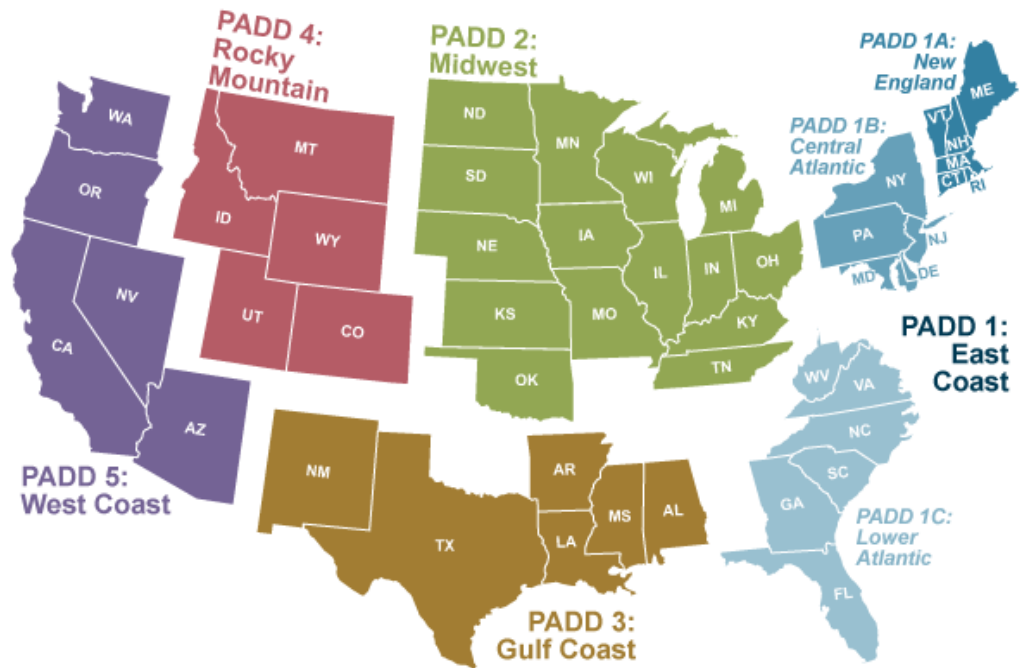 PADD 4:
Rocky
Mountain
PADD 2:
Midwest
PADD 1A:
New
England
PADD 1B:
Central
Atlantic
WA
OR
CA
NV
AZ
PADD 5:
West Coast
MT
ID
WY
UT
CO
ND
SD
NE
KS
OK
MN
IA
MO
WI
IL
MI
IN
OH
KY
TN
ME
VT
NH
MA
CT
RI
NY
PA
NJ
MD
DE
PADD 1:
East
Coast
WV
VA
NC
SC
GA
FL
PADD 1C:
Lower
Atlantic
NM
TX
AR
LA
MS
AL
PADD 3:
Gulf Coast